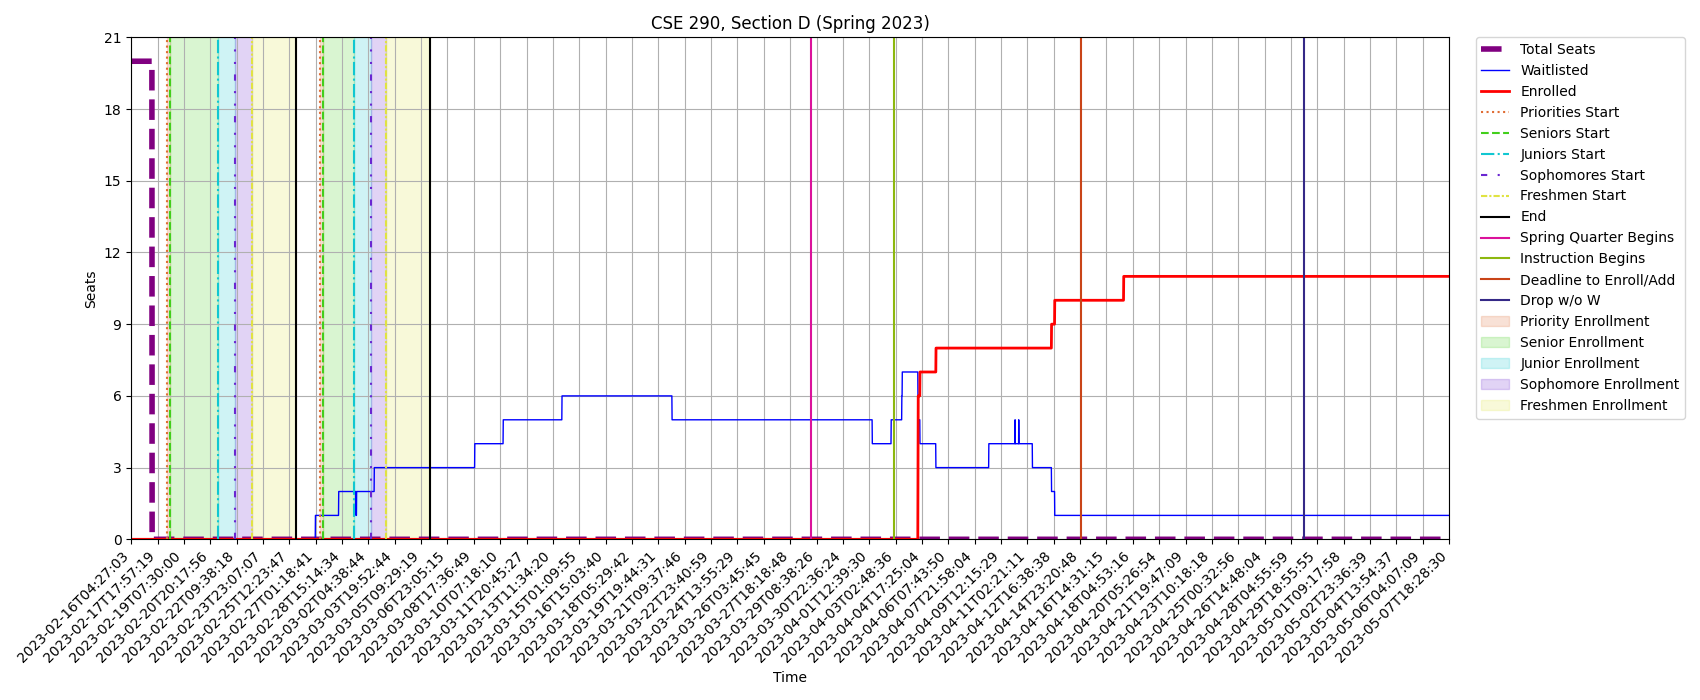 CSE 290, Section D (Spring 2023)
21
18
15
12
9
6
3
0
Seats
2023-02-16T04:27:03
2023-02-17T17:57:19
2023-02-19T07:30:00
2023-02-20T20:17:56
2023-02-22T09:38:18
2023-02-23T23:07:07
2023-02-25T12:23:47
2023-02-27T01:18:41
2023-02-28T15:14:34
2023-03-02T04:38:44
2023-03-03T19:52:44
2023-03-05T09:29:19
2023-03-06T23:05:15
2023-03-08T17:36:49
2023-03-10T07:18:10
2023-03-11T20:45:27
2023-03-13T11:34:20
2023-03-15T01:09:55
2023-03-16T15:03:40
2023-03-18T05:29:42
2023-03-19T19:44:31
2023-03-21T09:37:46
2023-03-22T23:40:59
2023-03-24T13:55:29
2023-03-26T03:45:45
2023-03-27T18:18:48
2023-03-29T08:38:26
2023-03-30T22:36:24
2023-04-01T12:39:30
2023-04-03T02:48:36
2023-04-04T17:25:04
2023-04-06T07:43:50
2023-04-07T21:58:04
2023-04-09T12:15:29
2023-04-11T02:21:11
2023-04-12T16:38:38
2023-04-14T23:20:48
2023-04-16T14:31:15
2023-04-18T04:53:16
2023-04-20T05:26:54
2023-04-21T19:47:09
2023-04-23T10:18:18
2023-04-25T00:32:56
2023-04-26T14:48:04
2023-04-28T04:55:59
2023-04-29T18:55:55
2023-05-01T09:17:58
2023-05-02T23:36:39
2023-05-04T13:54:37
2023-05-06T04:07:09
2023-05-07T18:28:30
Time
Total Seats
Waitlisted
Enrolled
Priorities Start
Seniors Start
Juniors Start
Sophomores Start
Freshmen Start
End
Spring Quarter Begins
Instruction Begins
Deadline to Enroll/Add
Drop w/o W
Priority Enrollment
Senior Enrollment
Junior Enrollment
Sophomore Enrollment
Freshmen Enrollment